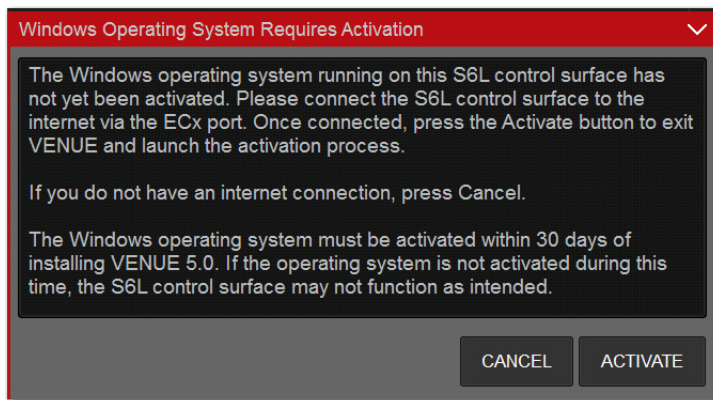 Windows Operating System Requires Activation
The Windows operating system running on this S6L control surface has
not yet been activated. Please connect the S6L control surface to the
internet via the ECx port. Once connected, press the Activate button to exit
VENUE and launch the activation process.
If you do not have an internet connection, press Cancel.
The Windows operating system must be activated within 30 days of
installing VENUE 5.0. If the operating system is not activated during this
time, the S6L control surface may not function as intended.
CANCEL ACTIVATE